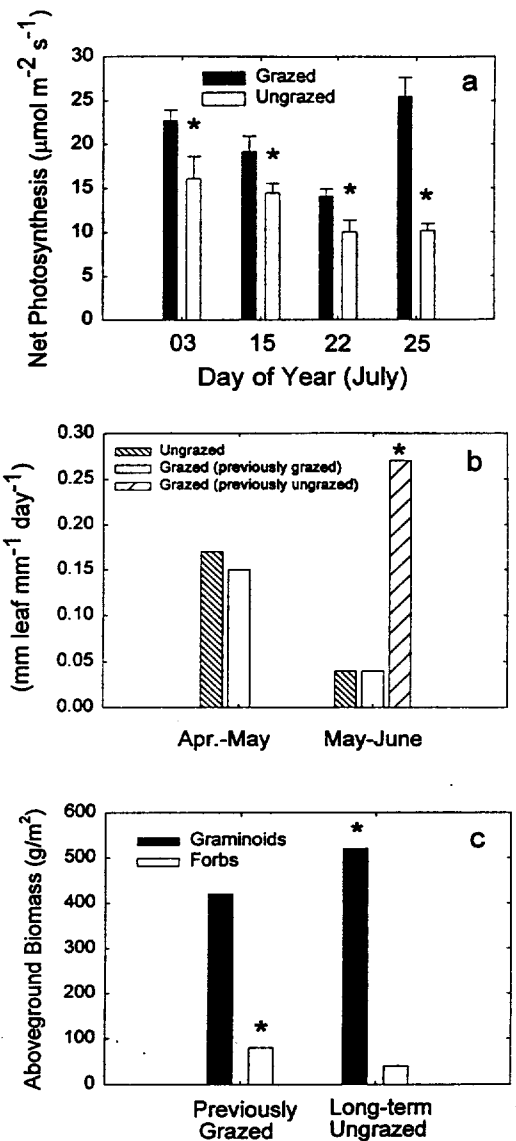 30
25
20
15
10
5
0
Net Photosynthesis (μmol m⁻² s⁻¹)
Grazed
Ungrazed
a
*
*
*
*
03 15 22 25
Day of Year (July)
0.30
0.25
0.20
0.15
0.10
0.05
0.00
(mm leaf mm⁻¹ day⁻¹)
Ungrazed
Grazed (previously grazed)
Grazed (previously ungrazed)
b
*
Apr.-May May-June
600
500
400
300
200
100
0
Aboveground Biomass (g/m²)
Graminoids
Forbs
c
*
*
Previously Grazed
Long-term Ungrazed